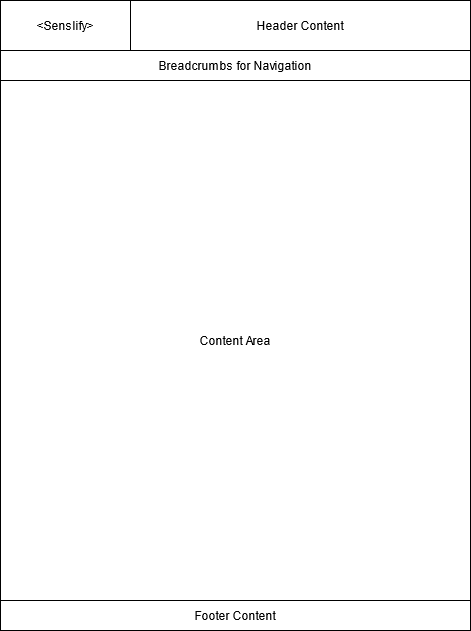 <Senslify>
Header Content
Breadcrumbs for Navigation
Content Area
Footer Content